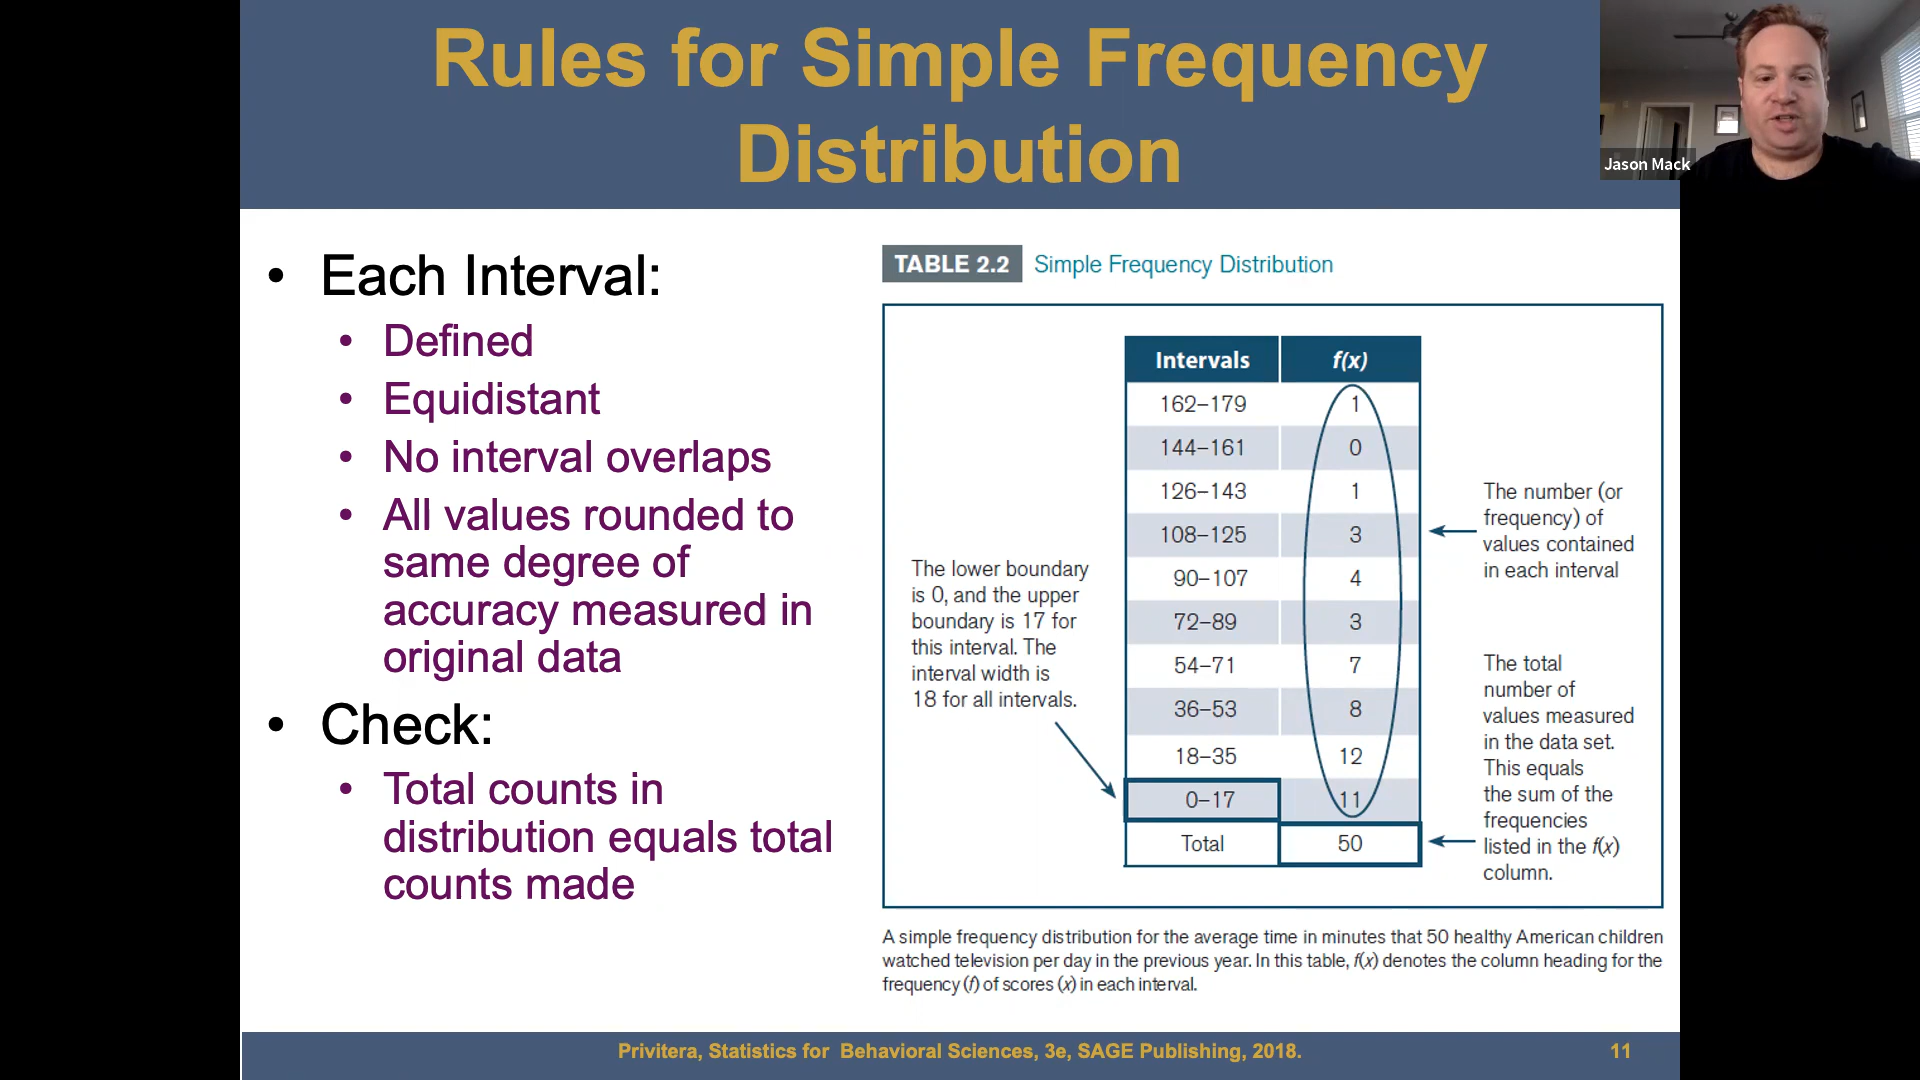 Rules for Simple Frequency
Distribution
Jason Mack
• Each Interval:
• Defined
• Equidistant
• No interval overlaps
• All values rounded to
same degree of
accuracy measured in
original data
• Check:
• Total counts in
distribution equals total
counts made
TABLE 2.2 Simple Frequency Distribution
Intervals f(x)
162–179 1
144–161 0
126–143 1
108–125 3
90–107 4
72–89 3
54–71 7
36–53 8
18–35 12
0–17 11
Total 50
The lower boundary
is 0, and the upper
boundary is 17 for
this interval. The
interval width is
18 for all intervals.
The number (or
frequency) of
values contained
in each interval
The total
number of
values measured
in the data set.
This equals
the sum of the
frequencies
listed in the f(x)
column.
A simple frequency distribution for the average time in minutes that 50 healthy American children
watched television per day in the previous year. In this table, f(x) denotes the column heading for the
frequency (f) of scores (x) in each interval.
Privitera, Statistics for Behavioral Sciences, 3e, SAGE Publishing, 2018.
11